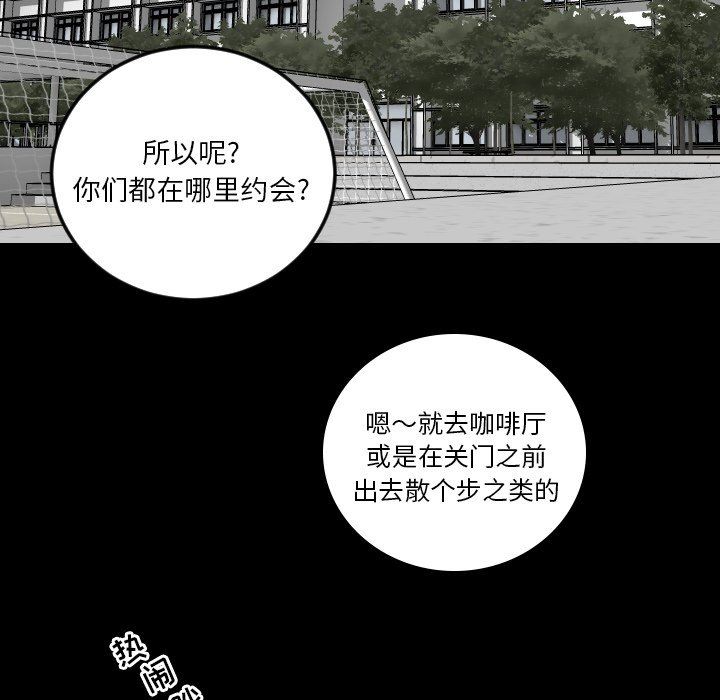 所以呢?
你们都在哪里约会?
嗯～就去咖啡厅
或是在关门之前
出去散个步之类的
热闹